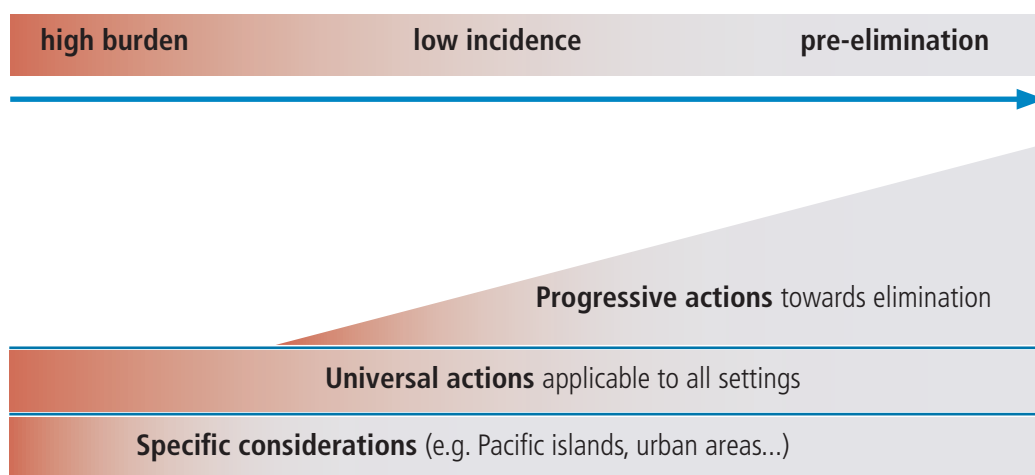 high burden low incidence pre-elimination
Progressive actions towards elimination
Universal actions applicable to all settings
Specific considerations (e.g. Pacific islands, urban areas...)